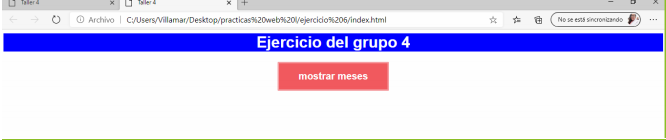 Taller 4
Taller 4
Archivo | C:/Users/Villamar/Desktop/practicas%20web%20I/ejercicio%206/index.html
No se está sincronizando
Ejercicio del grupo 4
mostrar meses